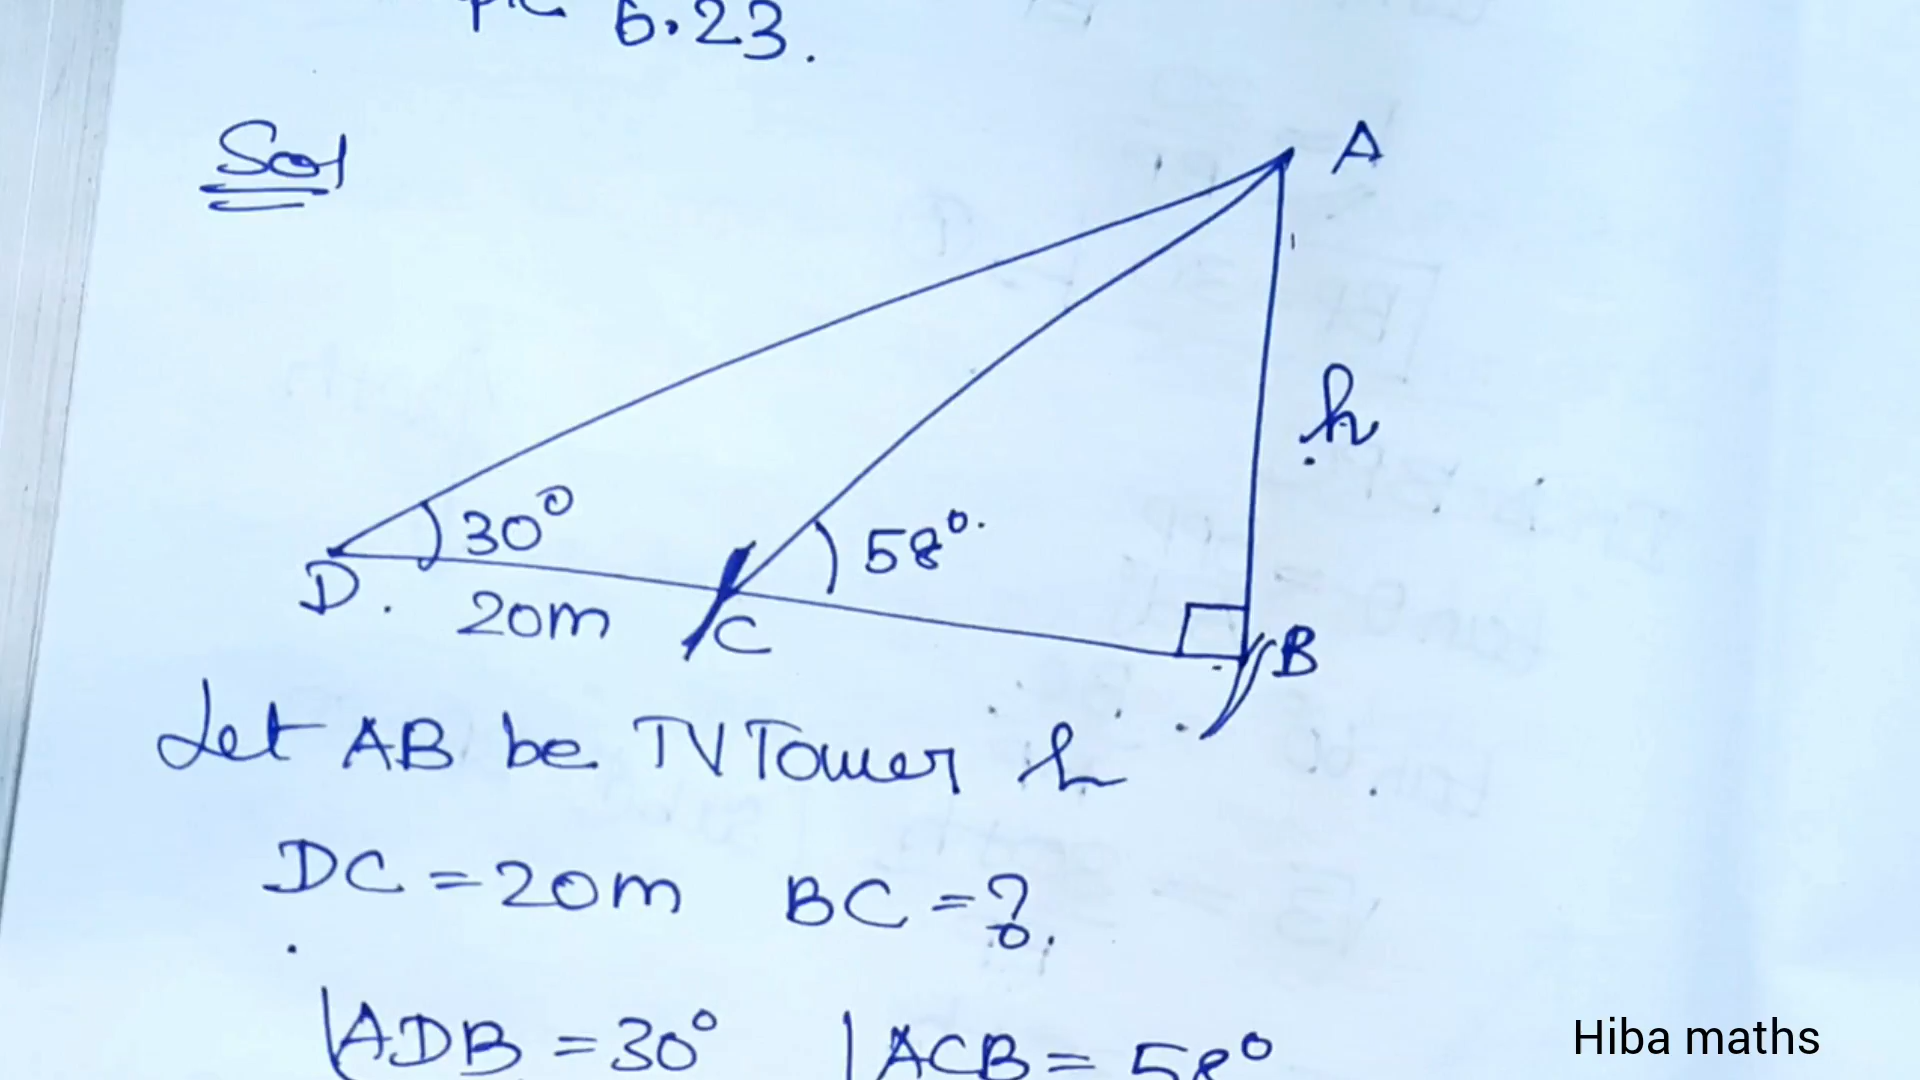 6.23.
Sol
A
h
30°
58°.
D.
20m
C
B
Let AB be TV Tower h
DC = 20m BC = ?
∠ADB = 30° ∠ACB = 58°
Hiba maths